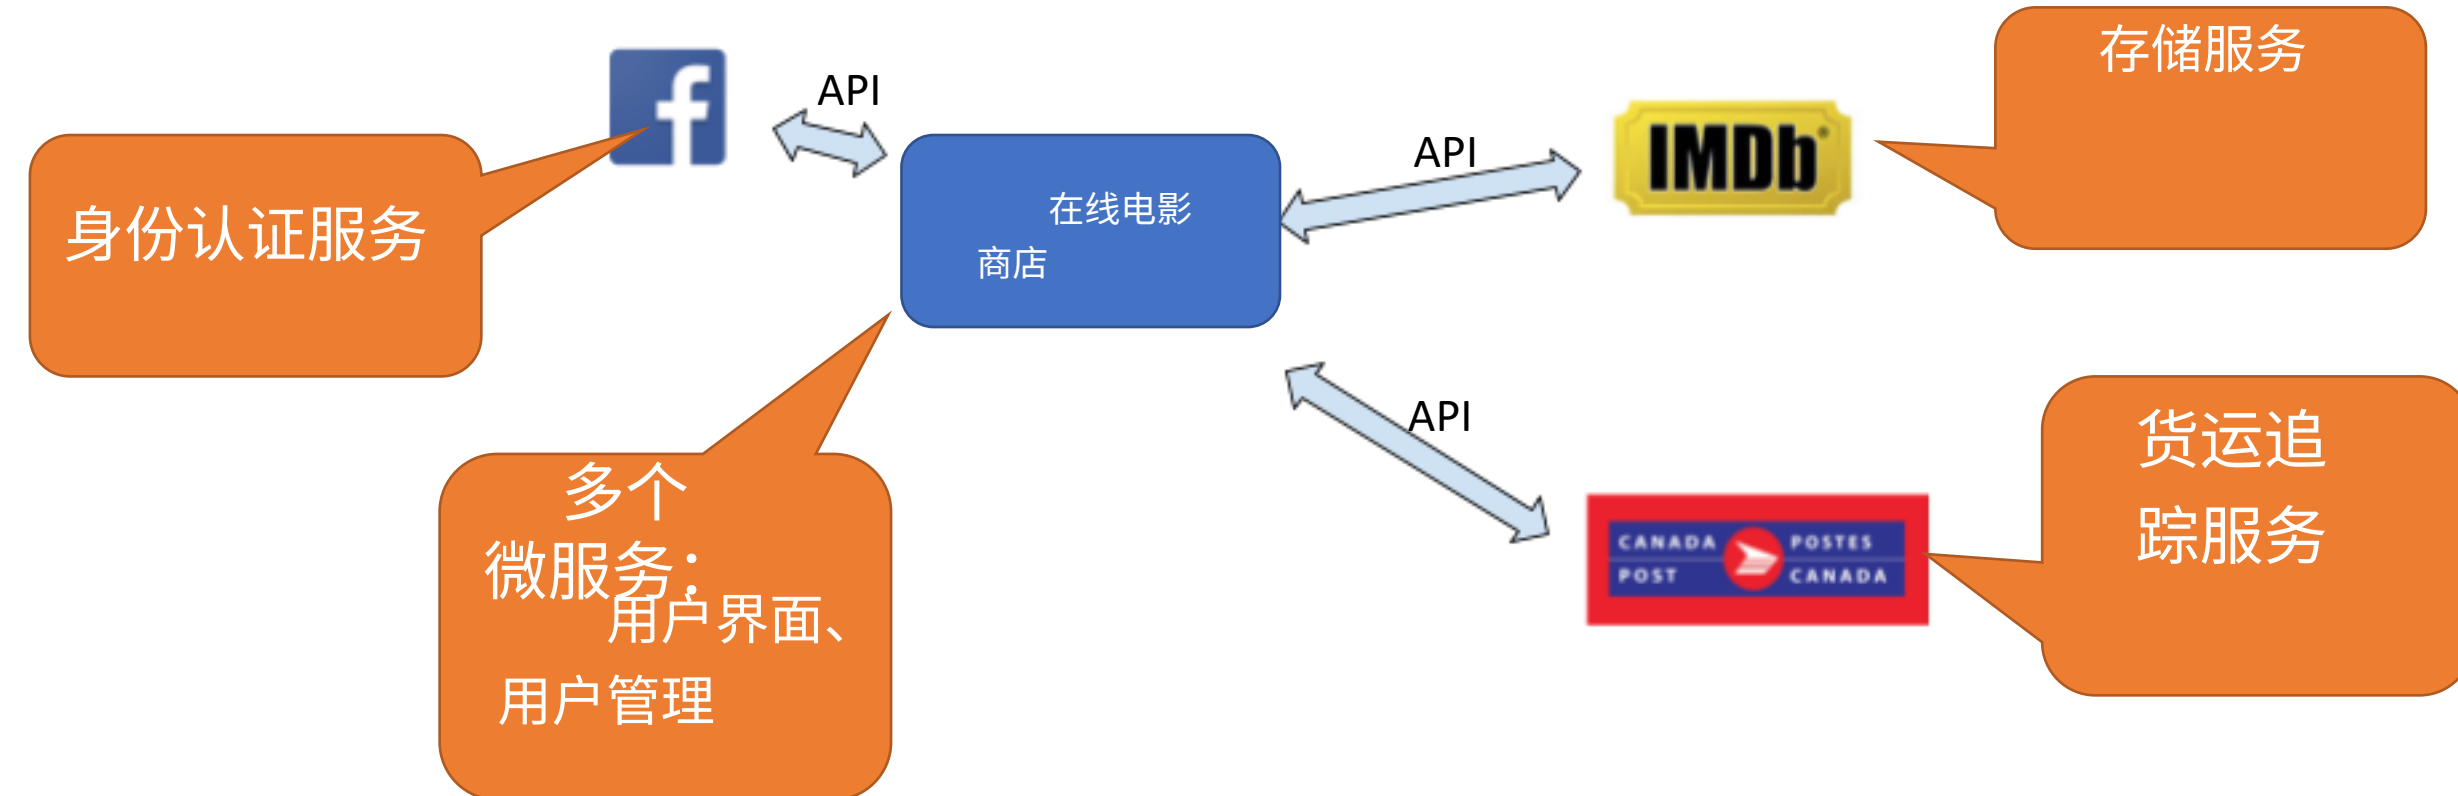 存储服务
API
IMDb®
API
身份认证服务
在线电影
商店
API
货运追
踪服务
多个
微服务：
用户界面、
用户管理
CANADA POSTES
POST CANADA